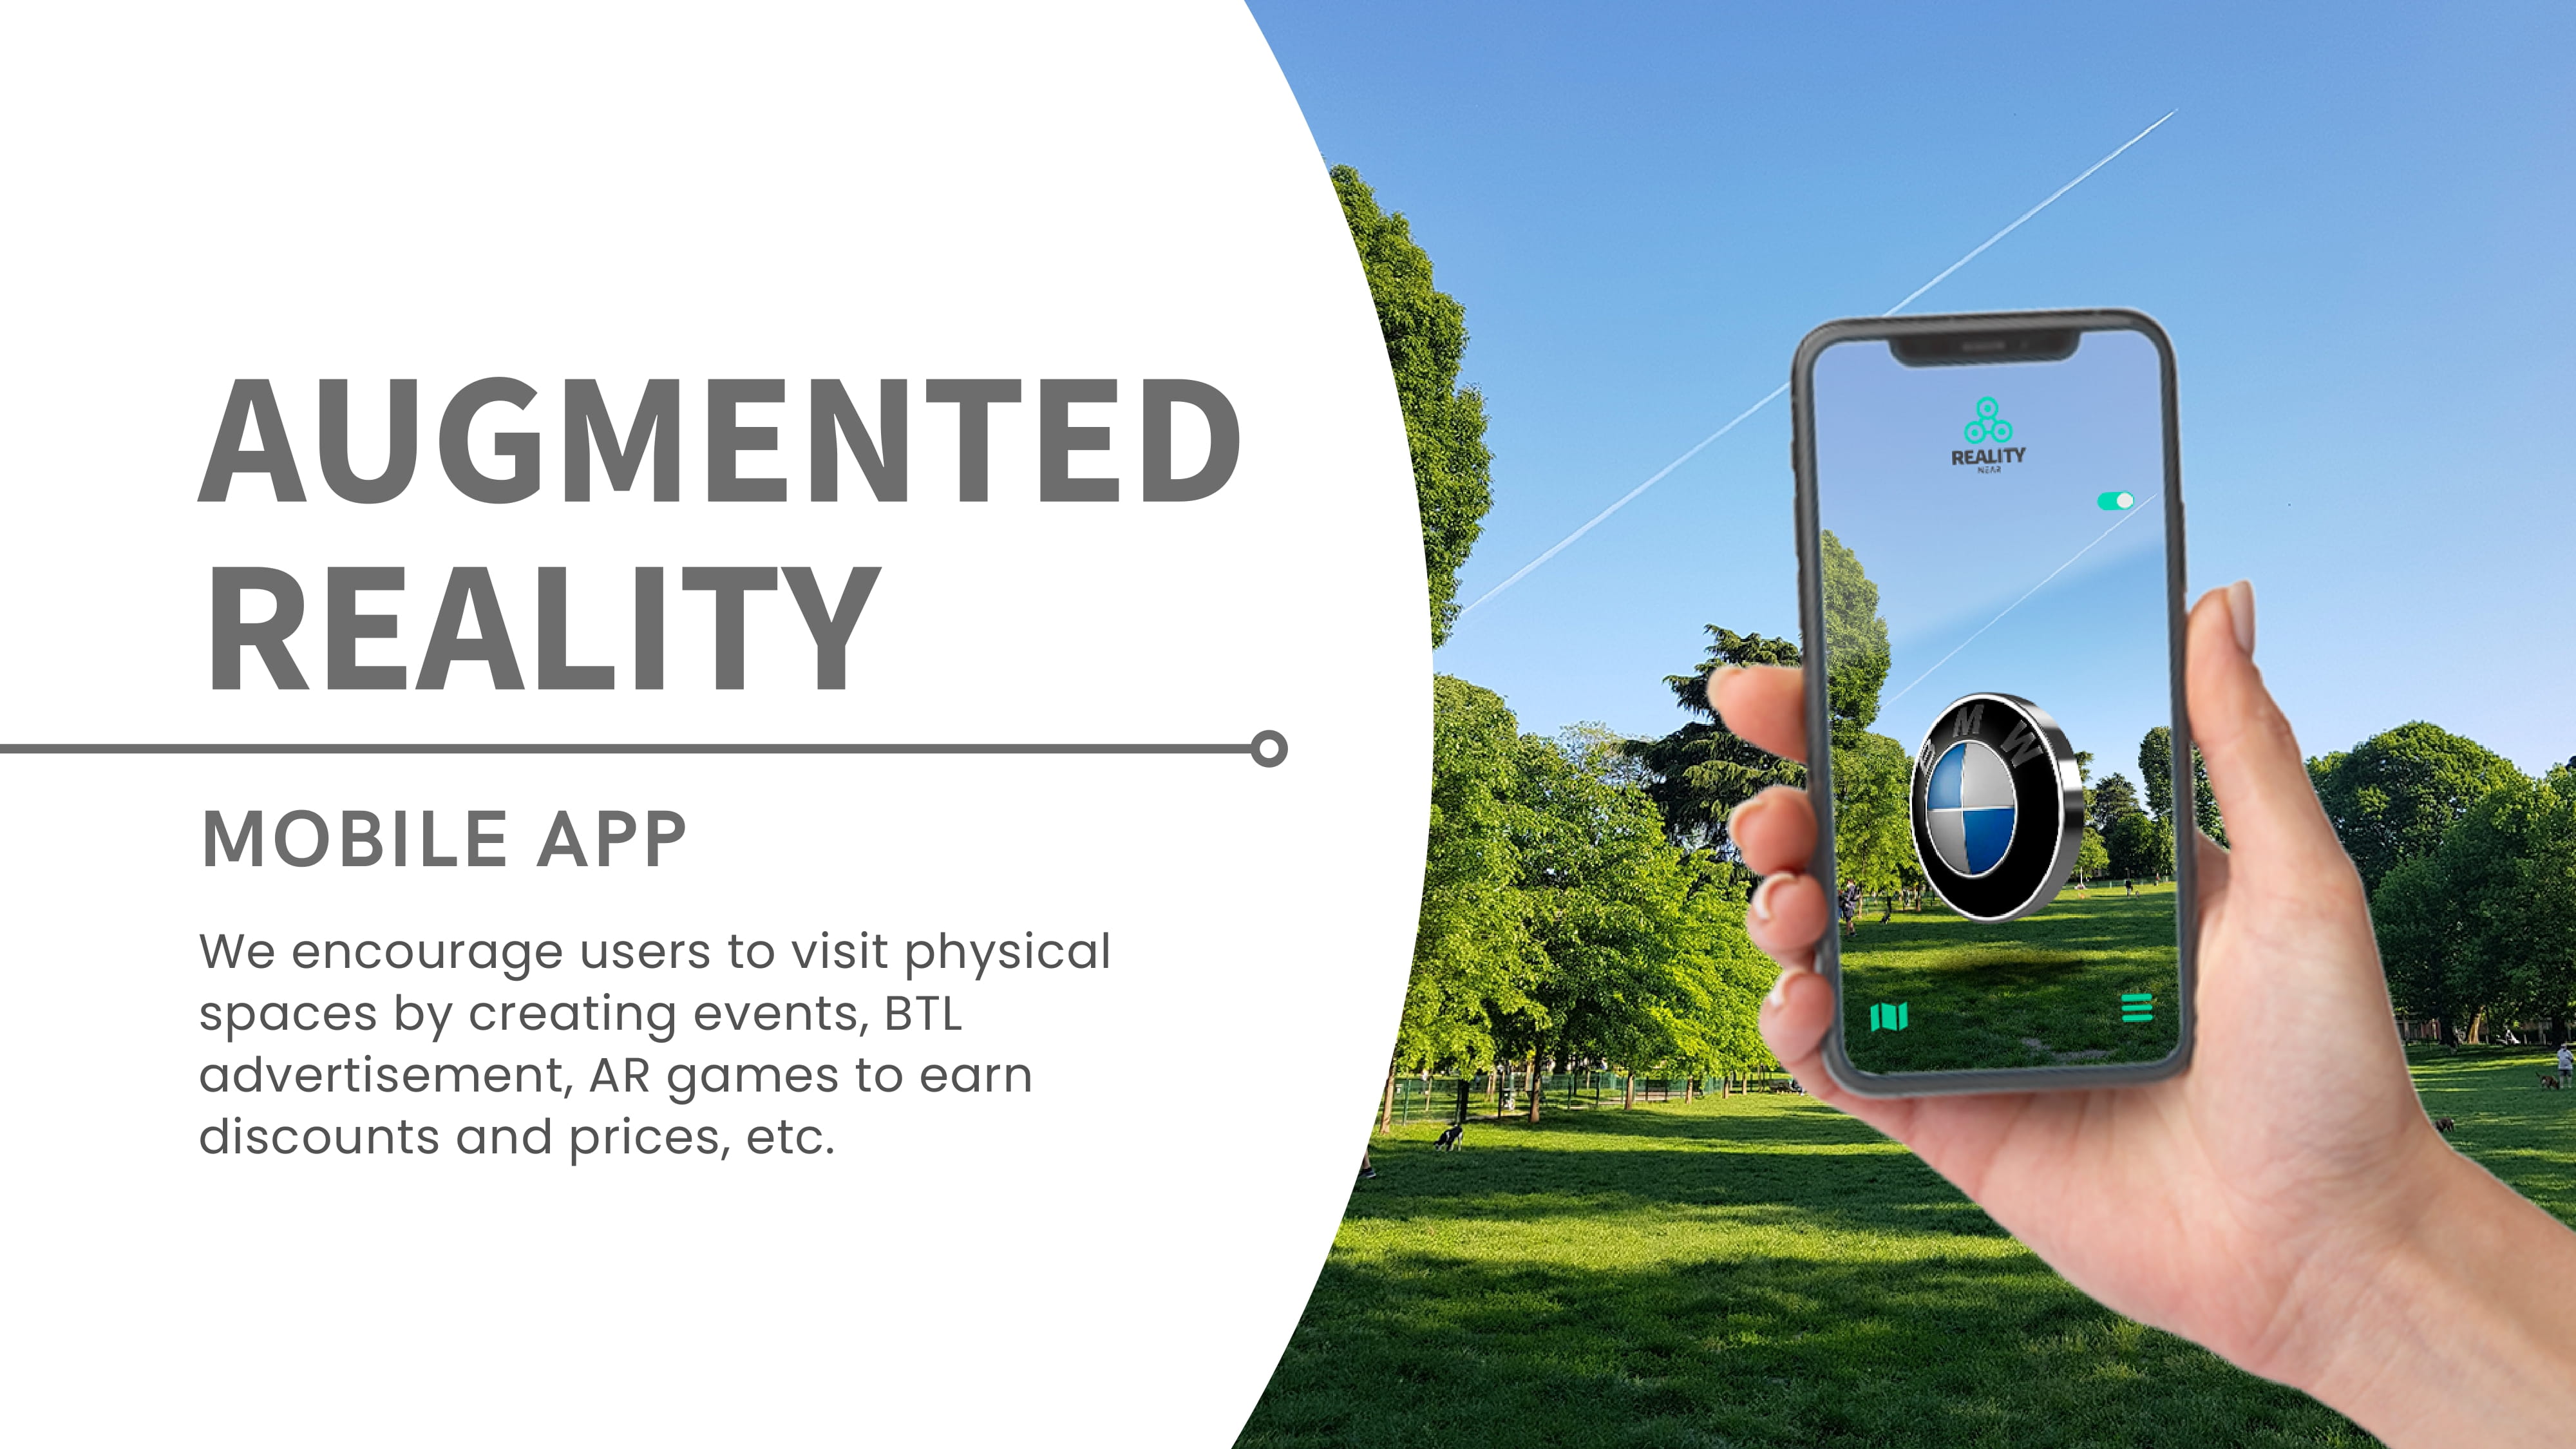 AUGMENTED
REALITY
MOBILE APP
We encourage users to visit physical
spaces by creating events, BTL
advertisement, AR games to earn
discounts and prices, etc.
REALITY
NEAR
BMW